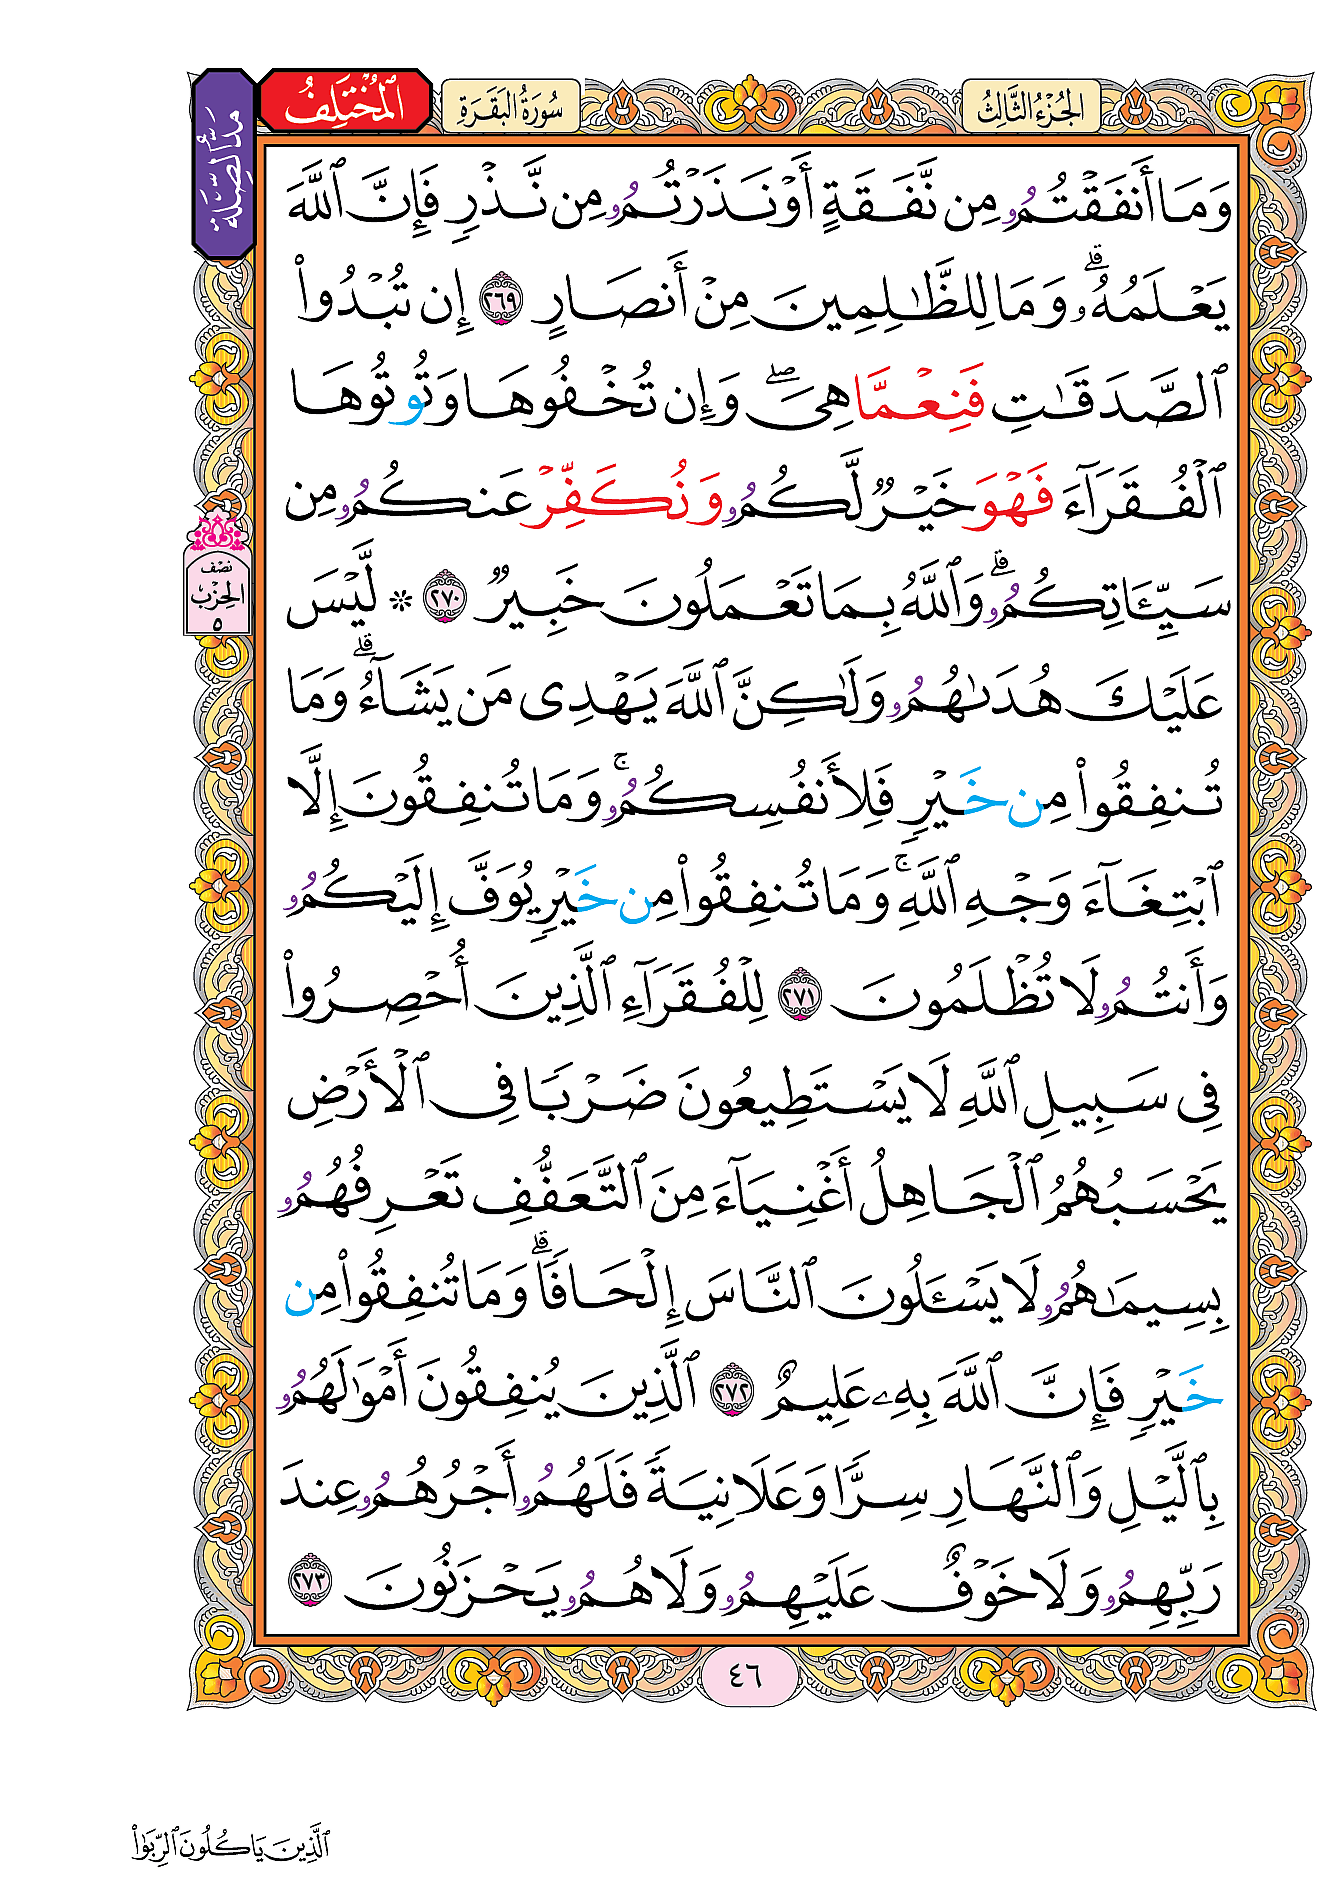 الجُزْءُ الثَّالِثُ
سُورَةُ البَقَرَةِ
المُخْتَلِفُ
مَدُّ الصِّلَة
وَمَا أَنفَقْتُمُو مِن نَّفَقَةٍ أَوْ نَذَرْتُمُو مِن نَّذْرٍ فَإِنَّ ٱللَّهَ
يَعْلَمُهُۥ ۗ وَمَا لِلظَّٰلِمِينَ مِنْ أَنصَارٍ ٢٦٩ إِن تُبْدُواْ
ٱلصَّدَقَٰتِ فَنِعْمَّا هِىَ ۖ وَإِن تُخْفُوهَا وَتُوتُوهَا
ٱلْفُقَرَآءَ فَهْوَ خَيْرٌ لَّكُمُو وَنُكَفِّرْ عَنكُمُو مِن
سَيِّـَٔاتِكُمُو ۗ وَٱللَّهُ بِمَا تَعْمَلُونَ خَبِيرٌ ٢٧٠ * لَّيْسَ
نصف الحِزْب ٥
عَلَيْكَ هُدَىٰهُمُو وَلَٰكِنَّ ٱللَّهَ يَهْدِى مَن يَشَآءُ ۗ وَمَا
تُنفِقُواْ مِن خَيْرٍ فَلِأَنفُسِكُمُو ۚ وَمَا تُنفِقُونَ إِلَّا
ٱبْتِغَآءَ وَجْهِ ٱللَّهِ ۚ وَمَا تُنفِقُواْ مِن خَيْرٍ يُوَفَّ إِلَيْكُمُو
وَأَنتُمُو لَا تُظْلَمُونَ ٢٧١ لِلْفُقَرَآءِ ٱلَّذِينَ أُحْصِرُواْ
فِى سَبِيلِ ٱللَّهِ لَا يَسْتَطِيعُونَ ضَرْبًا فِى ٱلْأَرْضِ
يَحْسَبُهُمُ ٱلْجَاهِلُ أَغْنِيَآءَ مِنَ ٱلتَّعَفُّفِ تَعْرِفُهُمُو
بِسِيمَٰهُمُو لَا يَسْـَٔلُونَ ٱلنَّاسَ إِلْحَافًا ۗ وَمَا تُنفِقُواْ مِن
خَيْرٍ فَإِنَّ ٱللَّهَ بِهِۦ عَلِيمٌ ٢٧٢ ٱلَّذِينَ يُنفِقُونَ أَمْوَٰلَهُمُو
بِٱلَّيْلِ وَٱلنَّهَارِ سِرًّا وَعَلَانِيَةً فَلَهُمُو أَجْرُهُمُو عِندَ
رَبِّهِمُو وَلَا خَوْفٌ عَلَيْهِمُو وَلَا هُمُو يَحْزَنُونَ ٢٧٣
٤٦
ٱلَّذِينَ يَاكُلُونَ ٱلرِّبَوٰاْ